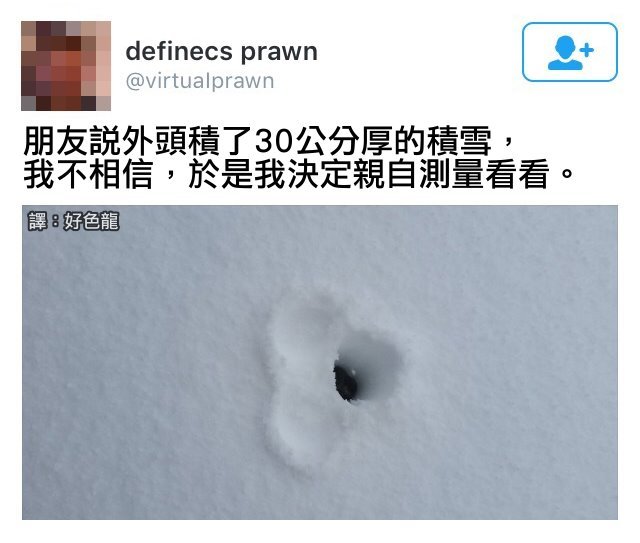 definecs prawn
@virtualprawn
朋友説外頭積了30公分厚的積雪，
我不相信，於是我決定親自測量看看。
譯：好色龍